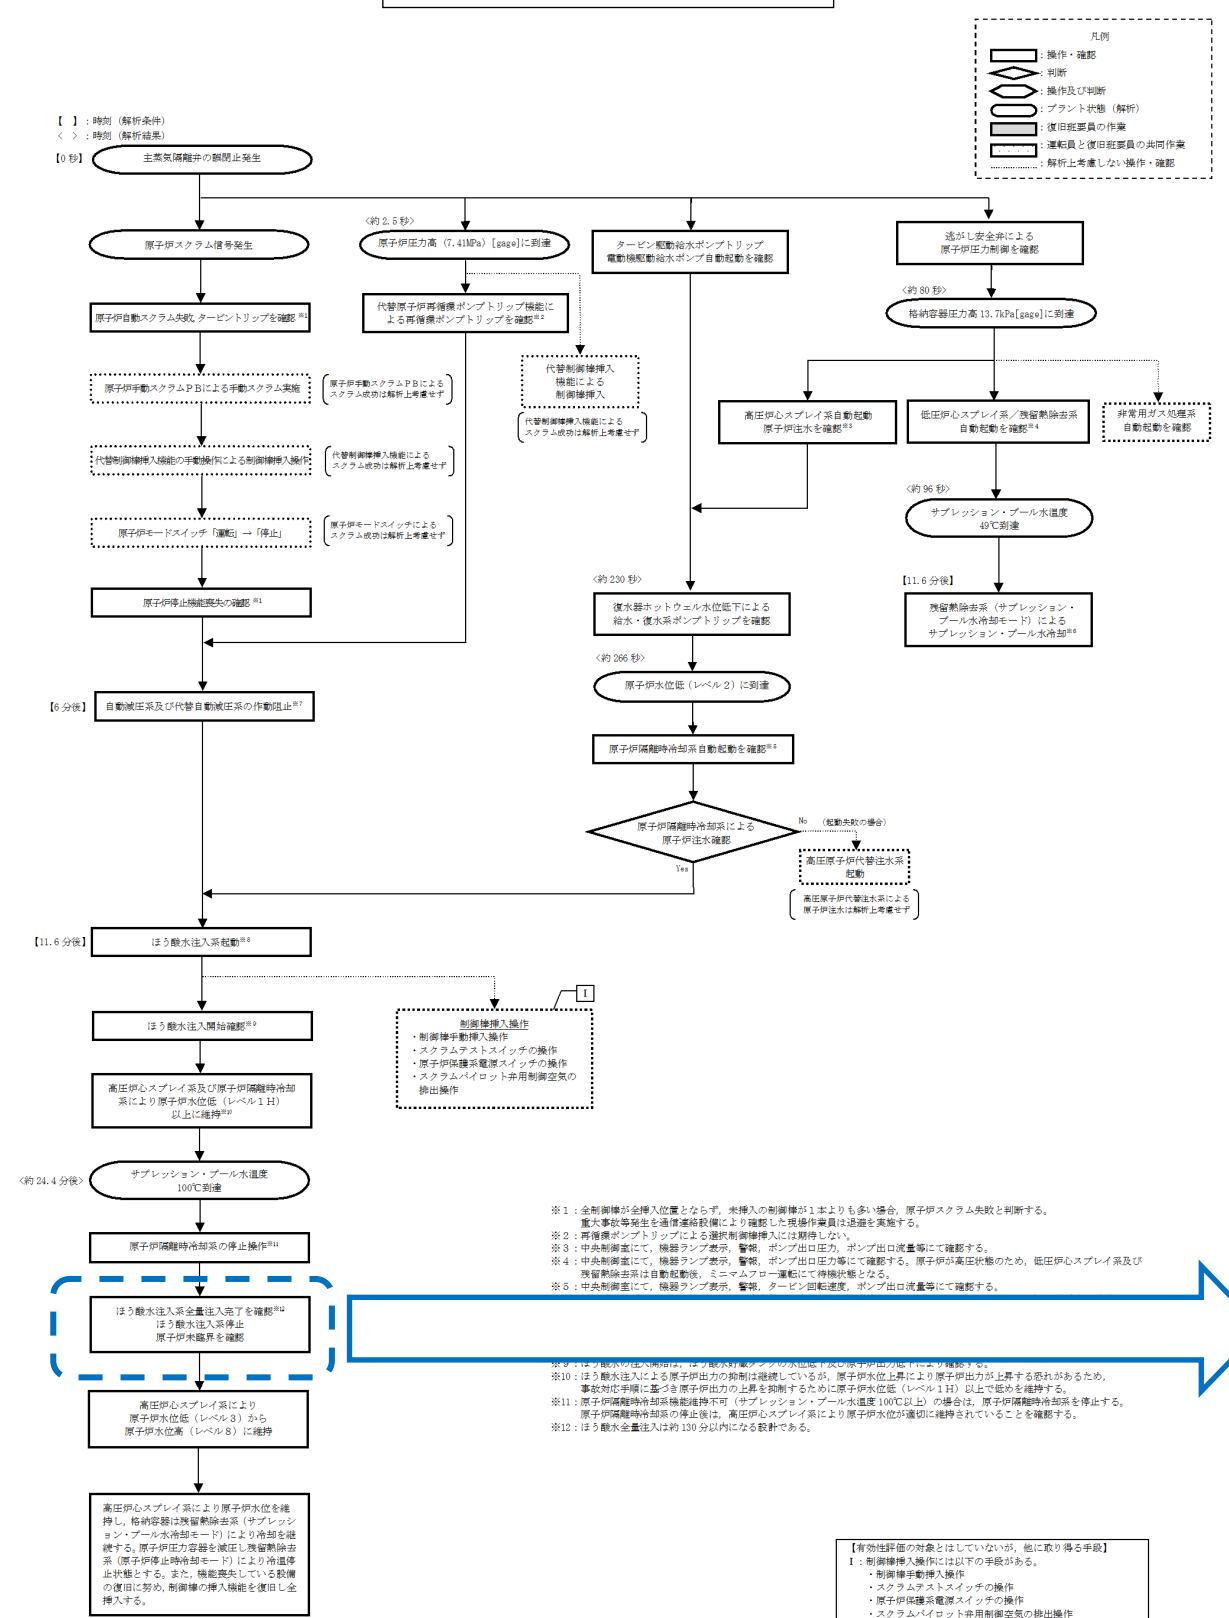 凡例
：操作・確認
：判断
：操作及び判断
：プラント状態（解析）
：復旧班要員の作業
：運転員と復旧班要員の共同作業
：解析上考慮しない操作・確認
【　】：時刻（解析条件）
＜　＞：時刻（解析結果）
【0秒】
主蒸気隔離弁の誤閉止発生
原子炉スクラム信号発生
<約2.5秒>
原子炉圧力高（7.41MPa）[gage]に到達
タービン駆動給水ポンプトリップ
電動機駆動給水ポンプ自動起動を確認
逃がし安全弁による
原子炉圧力制御を確認
原子炉自動スクラム失敗,タービントリップを確認※1
代替原子炉再循環ポンプトリップ機能に
よる再循環ポンプトリップを確認※2
<約80秒>
格納容器圧力高13.7kPa[gage]に到達
原子炉手動スクラムＰＢによる手動スクラム実施
原子炉手動スクラムＰＢによる
スクラム成功は解析上考慮せず
代替制御棒挿入
機能による
制御棒挿入
代替制御棒挿入機能による
スクラム成功は解析上考慮せず
高圧炉心スプレイ系自動起動
原子炉注水を確認※3
低圧炉心スプレイ系／残留熱除去系
自動起動を確認※4
非常用ガス処理系
自動起動を確認
代替制御棒挿入機能の手動操作による制御棒挿入操作
代替制御棒挿入機能による
スクラム成功は解析上考慮せず
<約96秒>
サプレッション・プール水温度
49℃到達
原子炉モードスイッチ「運転」→「停止」
原子炉モードスイッチによる
スクラム成功は解析上考慮せず
原子炉停止機能喪失の確認※1
<約230秒>
復水器ホットウェル水位低下による
給水・復水系ポンプトリップを確認
【11.6分後】
残留熱除去系（サプレッション・
プール水冷却モード）による
サプレッション・プール水冷却※6
<約266秒>
原子炉水位低（レベル２）に到達
【6分後】
自動減圧系及び代替自動減圧系の作動阻止※7
原子炉隔離時冷却系自動起動を確認※5
原子炉隔離時冷却系による
原子炉注水確認
No　（起動失敗の場合）
Yes
高圧原子炉代替注水系
起動
高圧原子炉代替注水系による
原子炉注水は解析上考慮せず
【11.6分後】
ほう酸水注入系起動※8
I
ほう酸水注入開始確認※9
制御棒挿入操作
・制御棒手動挿入操作
・スクラムテストスイッチの操作
・原子炉保護系電源スイッチの操作
・スクラムパイロット弁用制御空気の
排出操作
高圧炉心スプレイ系及び原子炉隔離時冷却
系により原子炉水位低（レベル１Ｈ）
以上に維持※10
<約24.4分後>
サプレッション・プール水温度
100℃到達
原子炉隔離時冷却系の停止操作※11
ほう酸水注入系全量注入完了を確認※12
ほう酸水注入系停止
原子炉未臨界を確認
高圧炉心スプレイ系により
原子炉水位低（レベル３）から
原子炉水位高（レベル８）に維持
高圧炉心スプレイ系により原子炉水位を維
持し，格納容器は残留熱除去系（サプレッ
ション・プール水冷却モード）により冷却を継
続する。原子炉圧力容器を減圧し残留熱除去
系（原子炉停止時冷却モード）により冷温停
止状態とする。また，機能喪失している設備
の復旧に努め，制御棒の挿入機能を復旧し全
挿入する。
※１：全制御棒が全挿入位置とならず，未挿入の制御棒が１本よりも多い場合，原子炉スクラム失敗と判断する。
重大事故等発生を通信連絡設備により確認した現場作業員は退避を実施する。
※２：再循環ポンプトリップによる選択制御棒挿入には期待しない。
※３：中央制御室にて，機器ランプ表示，警報，ポンプ出口圧力，ポンプ出口流量等にて確認する。
※４：中央制御室にて，機器ランプ表示，警報，ポンプ出口圧力等にて確認する。原子炉が高圧状態のため，低圧炉心スプレイ系及び
残留熱除去系は自動起動後，ミニマムフロー運転にて待機状態となる。
※５：中央制御室にて，機器ランプ表示，警報，タービン回転速度，ポンプ出口流量等にて確認する。
※９：ほう酸水の注入開始は，ほう酸水貯蔵タンクの水位低下及び原子炉出力低下により確認する。
※10：ほう酸水注入による原子炉出力の抑制は継続しているが，原子炉水位上昇により原子炉出力が上昇する恐れがあるため，
事故対応手順に基づき原子炉出力の上昇を抑制するために原子炉水位低（レベル１Ｈ）以上で低めを維持する。
※11：原子炉隔離時冷却系機能維持不可（サプレッション・プール水温度100℃以上）の場合は，原子炉隔離時冷却系を停止する。
原子炉隔離時冷却系の停止後は，高圧炉心スプレイ系により原子炉水位が適切に維持されていることを確認する。
※12：ほう酸水全量注入は約130分以内になる設計である。
【有効性評価の対象とはしていないが，他に取り得る手段】
Ⅰ：制御棒挿入操作には以下の手段がある。
・制御棒手動挿入操作
・スクラムテストスイッチの操作
・原子炉保護系電源スイッチの操作
・スクラムパイロット弁用制御空気の排出操作